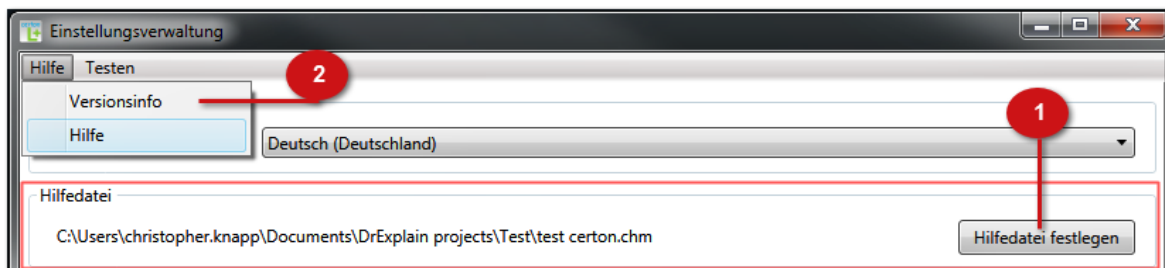 Einstellungsverwaltung
Hilfe Testen
2
Versionsinfo
1
Hilfe
Deutsch (Deutschland)
Hilfedatei
C:\Users\christopher.knapp\Documents\DrExplain projects\Test\test certon.chm
Hilfedatei festlegen